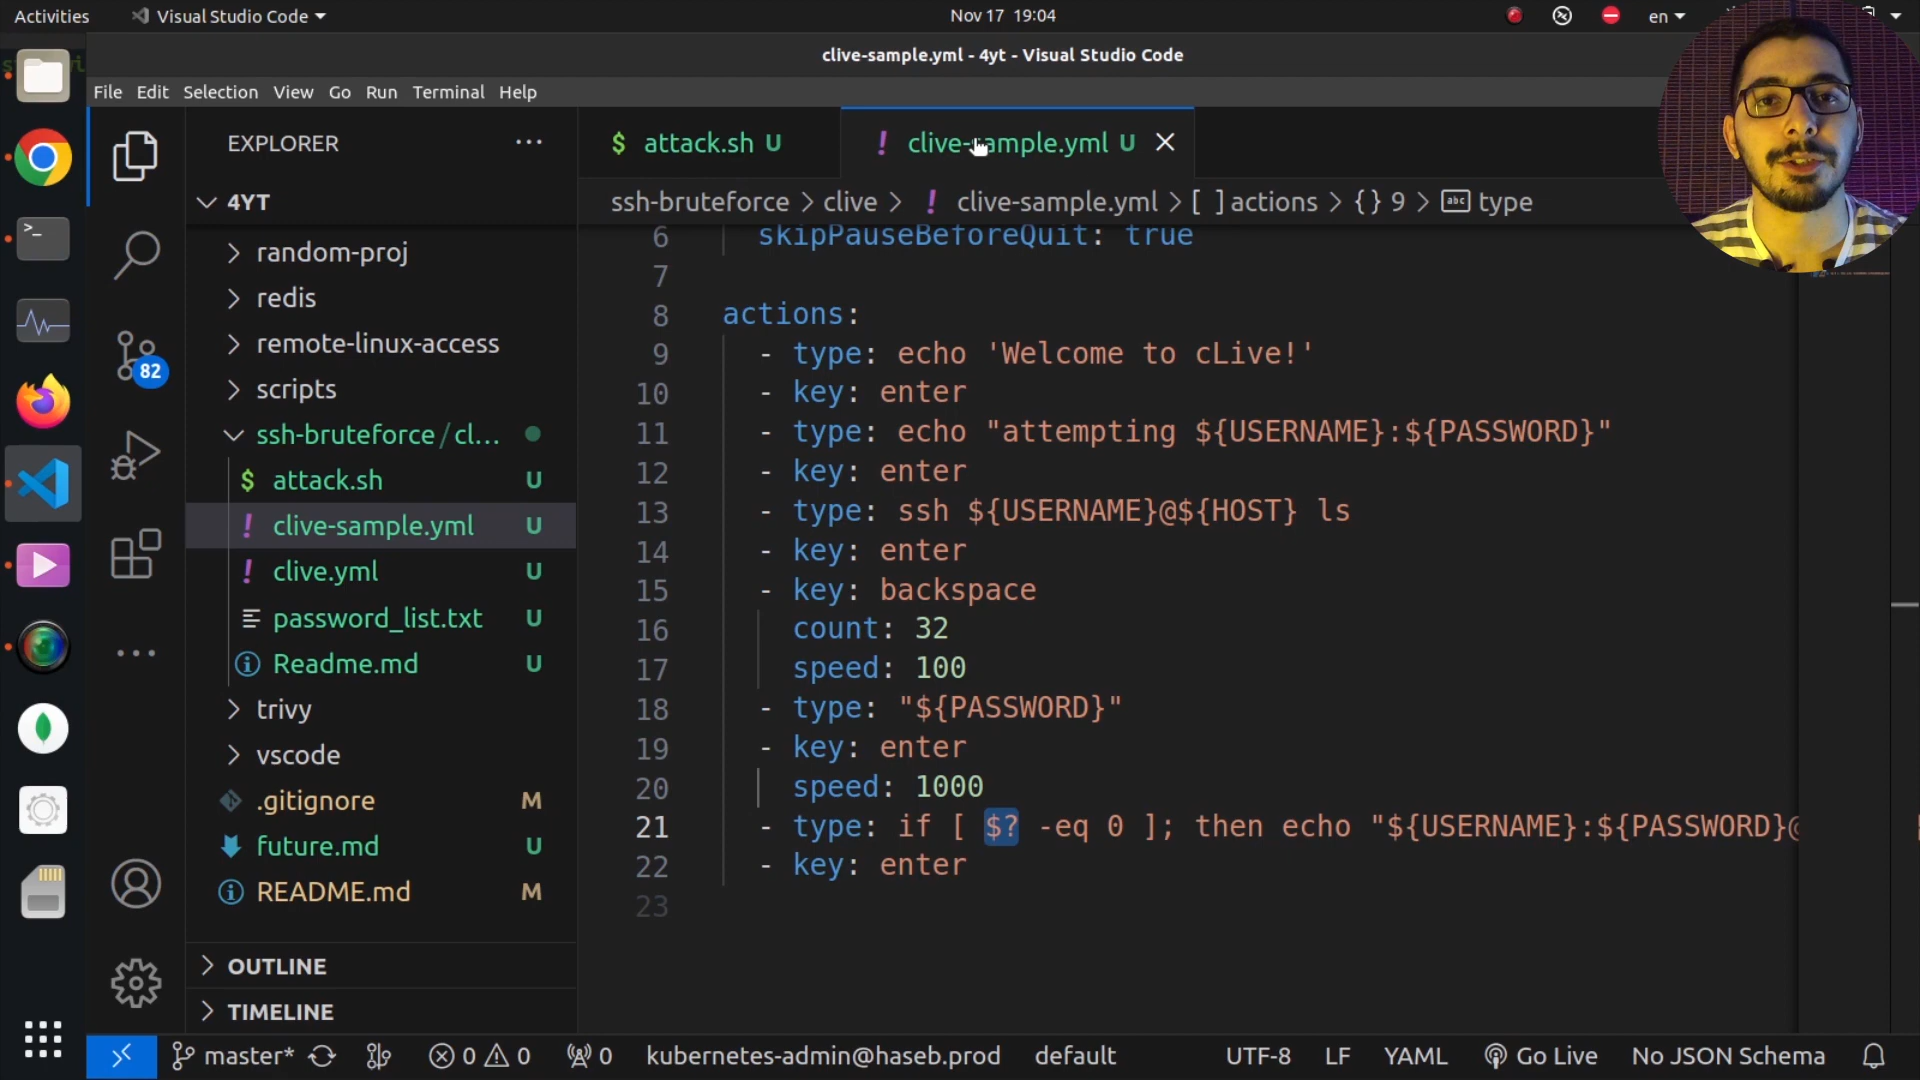 Activities Visual Studio Code Nov 17 19:04 en
clive-sample.yml - 4yt - Visual Studio Code
File Edit Selection View Go Run Terminal Help
EXPLORER
4YT
random-proj
redis
remote-linux-access
scripts
ssh-bruteforce/cl...
$ attack.sh U
! clive-sample.yml U
! clive.yml U
password_list.txt U
Readme.md U
trivy
vscode
.gitignore M
future.md U
README.md M
OUTLINE
TIMELINE
82
$ attack.sh U ! clive-sample.yml U
ssh-bruteforce > clive > ! clive-sample.yml > [ ] actions > {} 9 > abc type
6 skipPauseBeforeQuit: true
7
8 actions:
9 - type: echo 'Welcome to cLive!'
10 - key: enter
11 - type: echo "attempting ${USERNAME}:${PASSWORD}"
12 - key: enter
13 - type: ssh ${USERNAME}@${HOST} ls
14 - key: enter
15 - key: backspace
16 count: 32
17 speed: 100
18 - type: "${PASSWORD}"
19 - key: enter
20 speed: 1000
21 - type: if [ $? -eq 0 ]; then echo "${USERNAME}:${PASSWORD}@
22 - key: enter
23
master* 0 0 0 kubernetes-admin@haseb.prod default UTF-8 LF YAML Go Live No JSON Schema